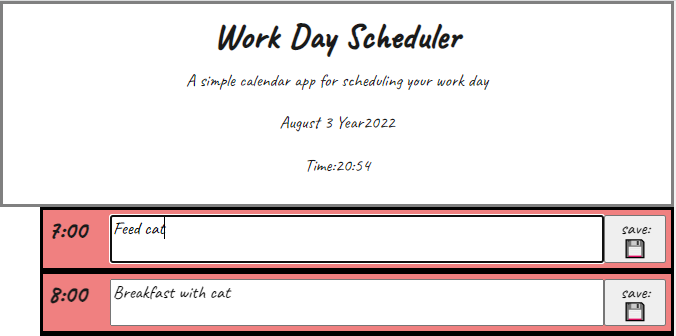 Work Day Scheduler
A simple calendar app for scheduling your work day
August 3 Year2022
Time:20:54
7:00 Feed cat save:
8:00 Breakfast with cat save: